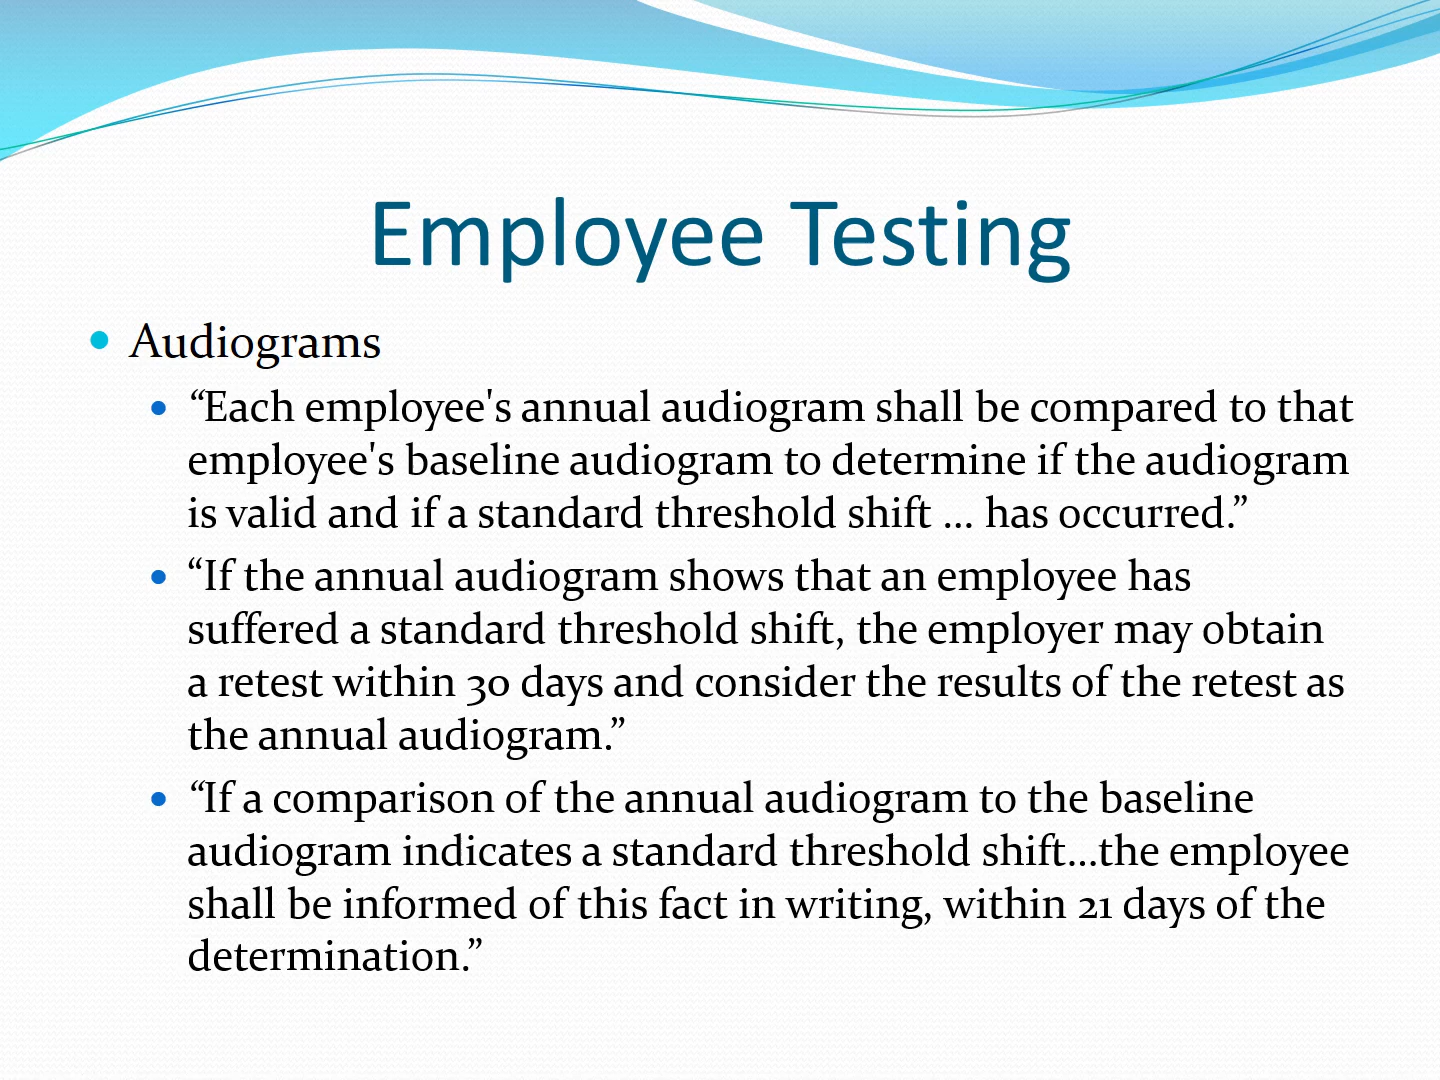 Employee Testing
Audiograms
“Each employee's annual audiogram shall be compared to that
employee's baseline audiogram to determine if the audiogram
is valid and if a standard threshold shift ... has occurred.”
“If the annual audiogram shows that an employee has
suffered a standard threshold shift, the employer may obtain
a retest within 30 days and consider the results of the retest as
the annual audiogram.”
“If a comparison of the annual audiogram to the baseline
audiogram indicates a standard threshold shift...the employee
shall be informed of this fact in writing, within 21 days of the
determination.”